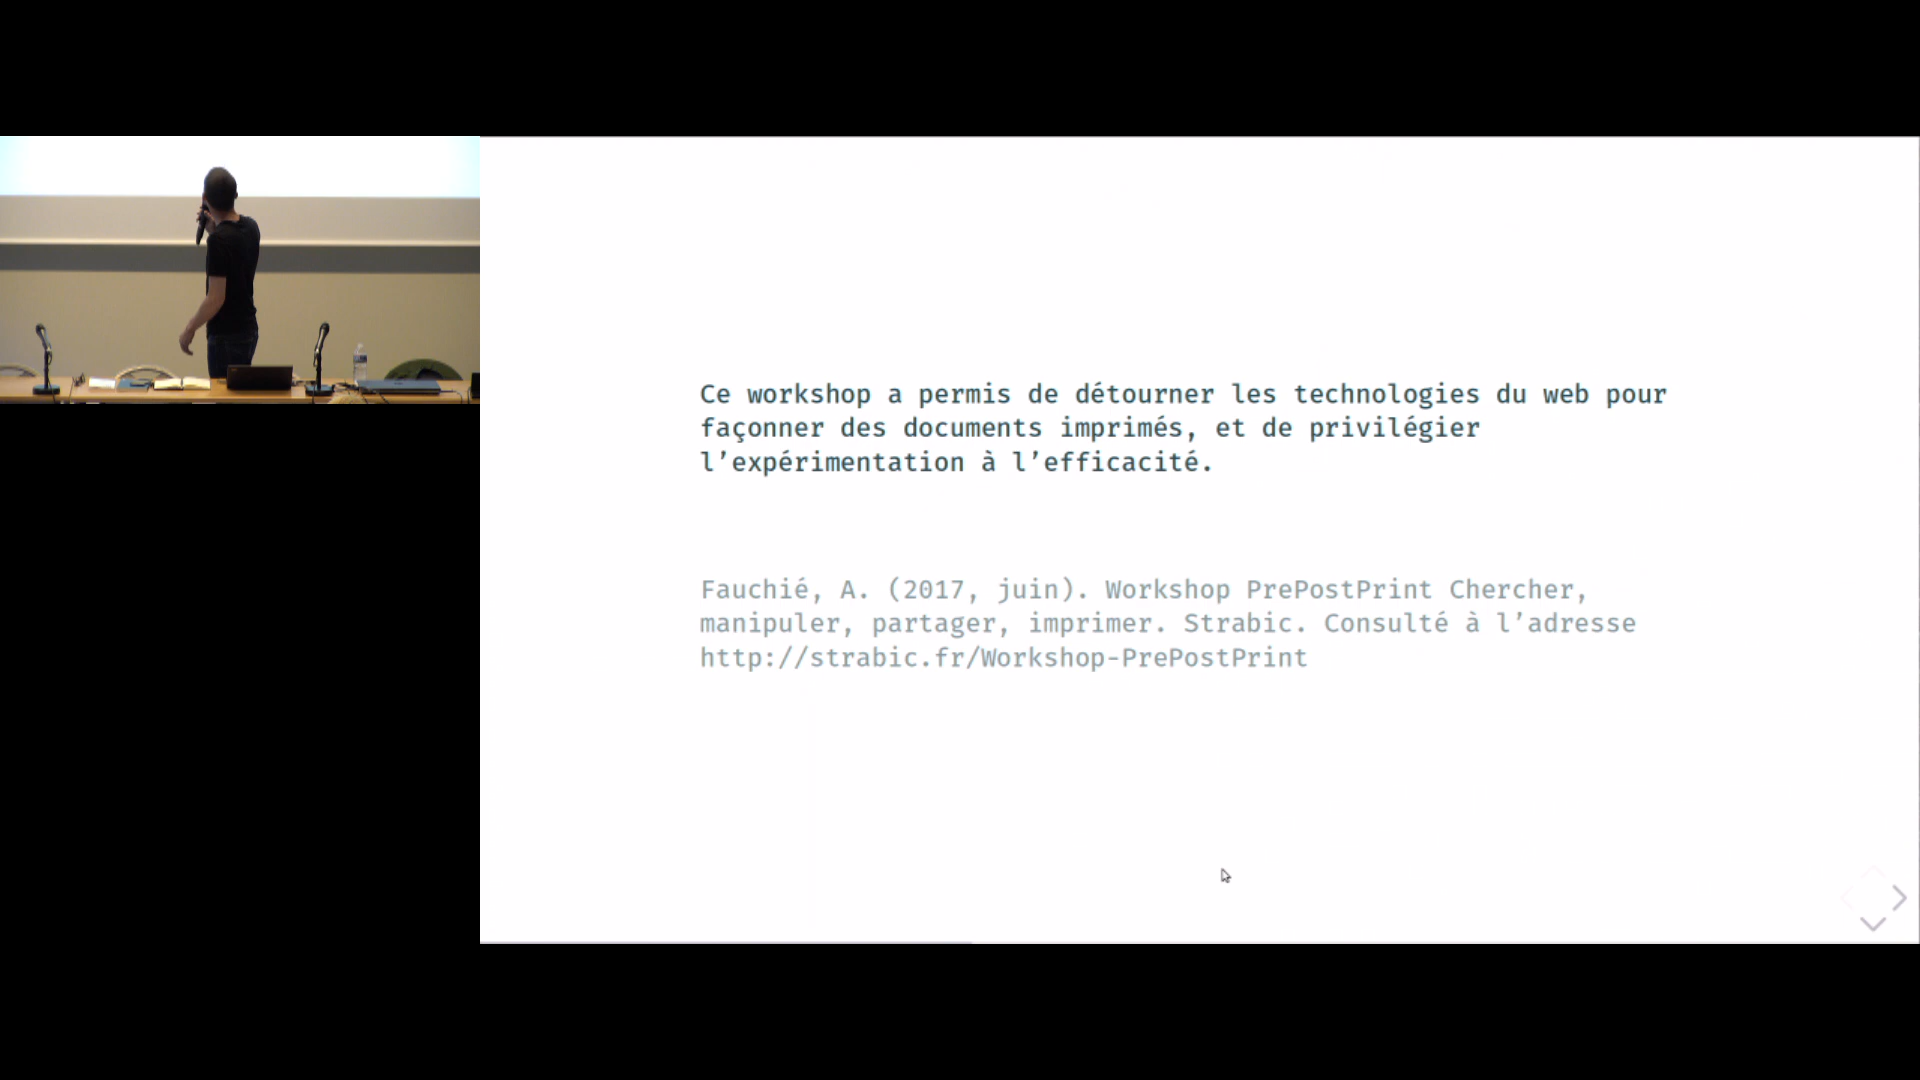 Ce workshop a permis de détourner les technologies du web pour
façonner des documents imprimés, et de privilégier
l’expérimentation à l’efficacité.
Fauchié, A. (2017, juin). Workshop PrePostPrint Chercher,
manipuler, partager, imprimer. Strabic. Consulté à l’adresse
http://strabic.fr/Workshop-PrePostPrint